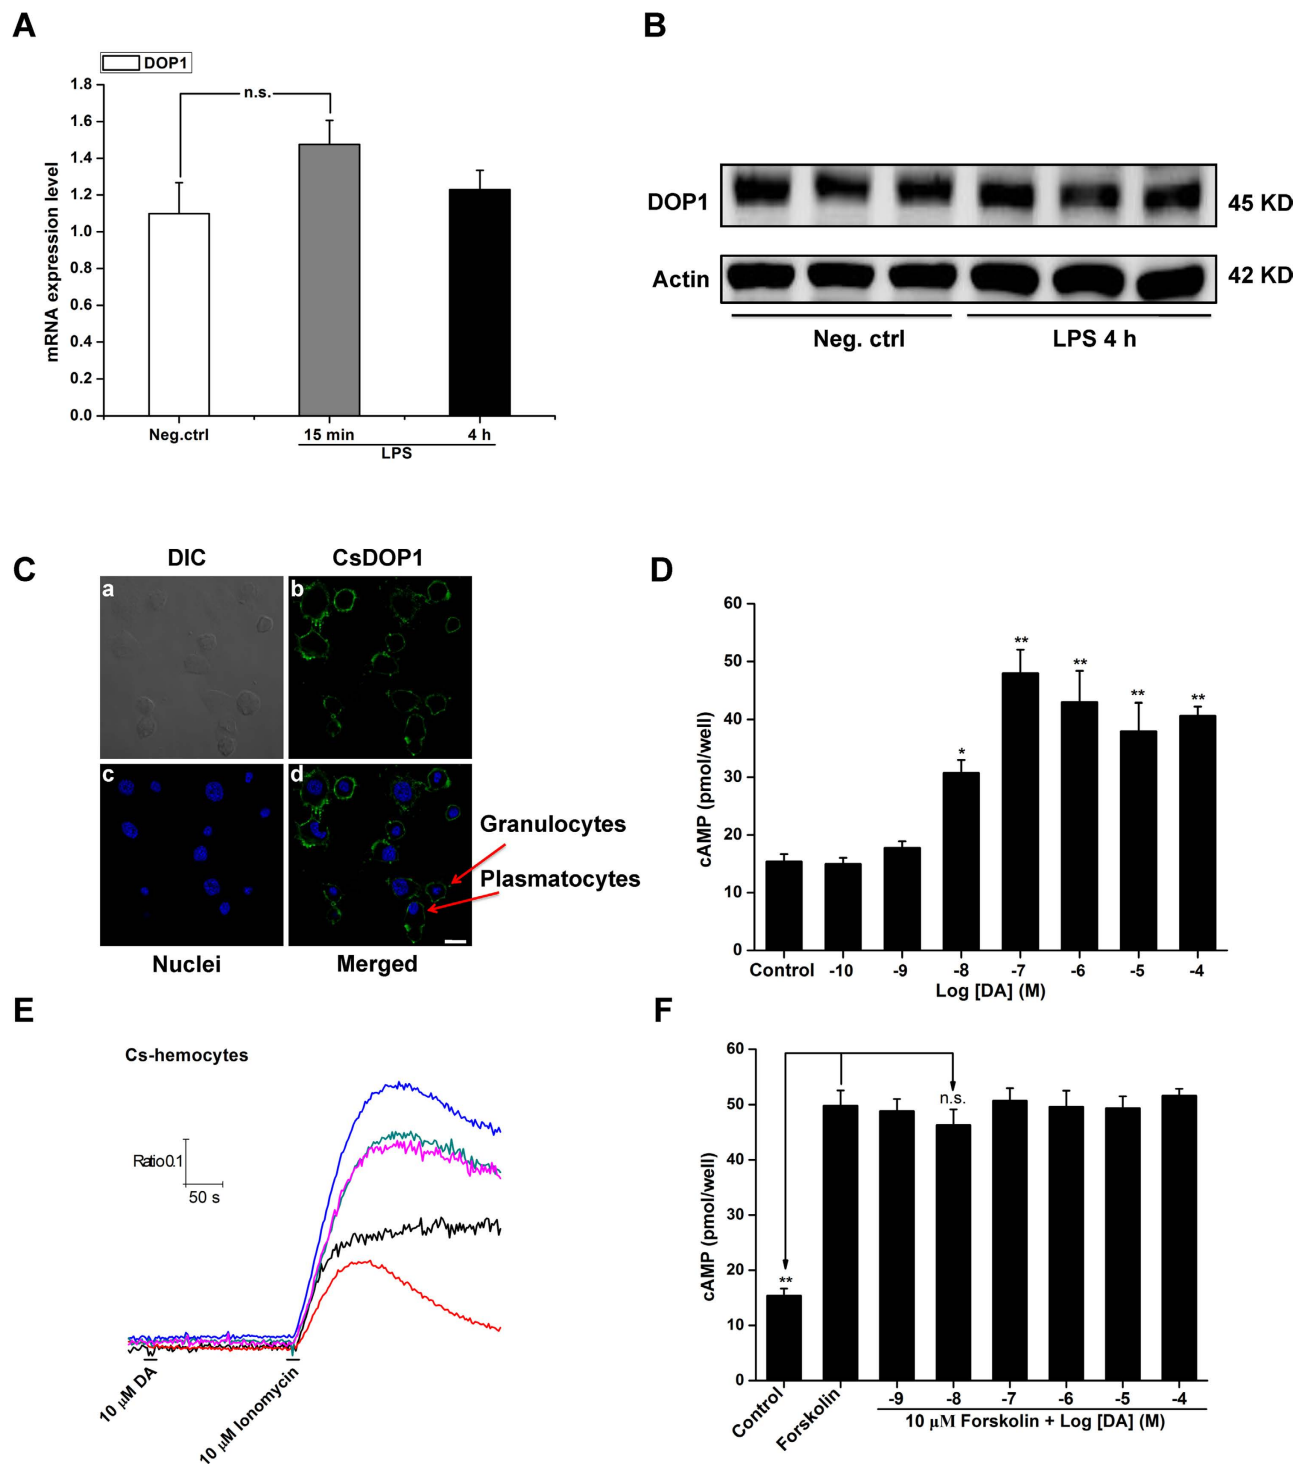 A
DOP1
1.8
1.6
1.4
1.2
1.0
0.8
0.6
0.4
0.2
0.0
mRNA expression level
n.s.
Neg.ctrl
15 min
4 h
LPS
B
DOP1
45 KD
Actin
42 KD
Neg. ctrl
LPS 4 h
C
DIC
CsDOP1
a
b
c
d
Granulocytes
Plasmatocytes
Nuclei
Merged
D
60
50
40
30
20
10
0
cAMP (pmol/well)
*
**
**
**
**
Control
-10
-9
-8
-7
-6
-5
-4
Log [DA] (M)
E
Cs-hemocytes
Ratio0.1
50 s
10 μM DA
10 μM Ionomycin
F
60
50
40
30
20
10
0
cAMP (pmol/well)
**
n.s.
Control
Forskolin
-9
-8
-7
-6
-5
-4
10 μM Forskolin + Log [DA] (M)